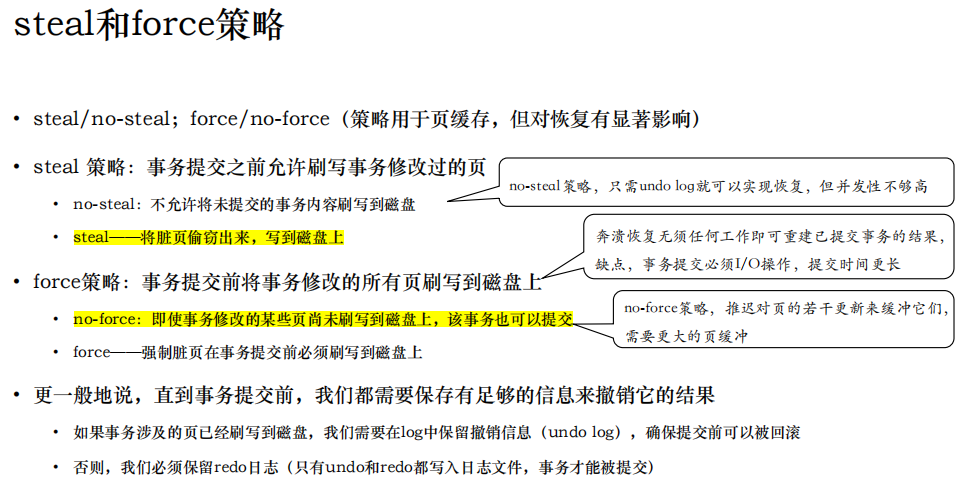 steal和force策略
• steal/no-steal；force/no-force（策略用于页缓存，但对恢复有显著影响）
• steal 策略：事务提交之前允许刷写事务修改过的页
no-steal策略，只需undo log就可以实现恢复，但并发性不够高
• no-steal：不允许将未提交的事务内容刷写到磁盘
• steal——将脏页偷窃出来，写到磁盘上
奔溃恢复无须任何工作即可重建已提交事务的结果，
缺点，事务提交必须I/O操作，提交时间更长
• force策略：事务提交前将事务修改的所有页刷写到磁盘上
no-force策略，推迟对页的若干更新来缓冲它们，
需要更大的页缓冲
• no-force：即使事务修改的某些页尚未刷写到磁盘上，该事务也可以提交
• force——强制脏页在事务提交前必须刷写到磁盘上
• 更一般地说，直到事务提交前，我们都需要保存有足够的信息来撤销它的结果
• 如果事务涉及的页已经刷写到磁盘，我们需要在log中保留撤销信息（undo log），确保提交前可以被回滚
• 否则，我们必须保留redo日志（只有undo和redo都写入日志文件，事务才能被提交）